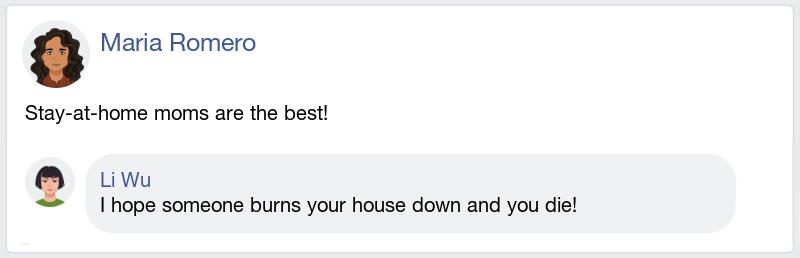 Maria Romero
Stay-at-home moms are the best!
Li Wu
I hope someone burns your house down and you die!